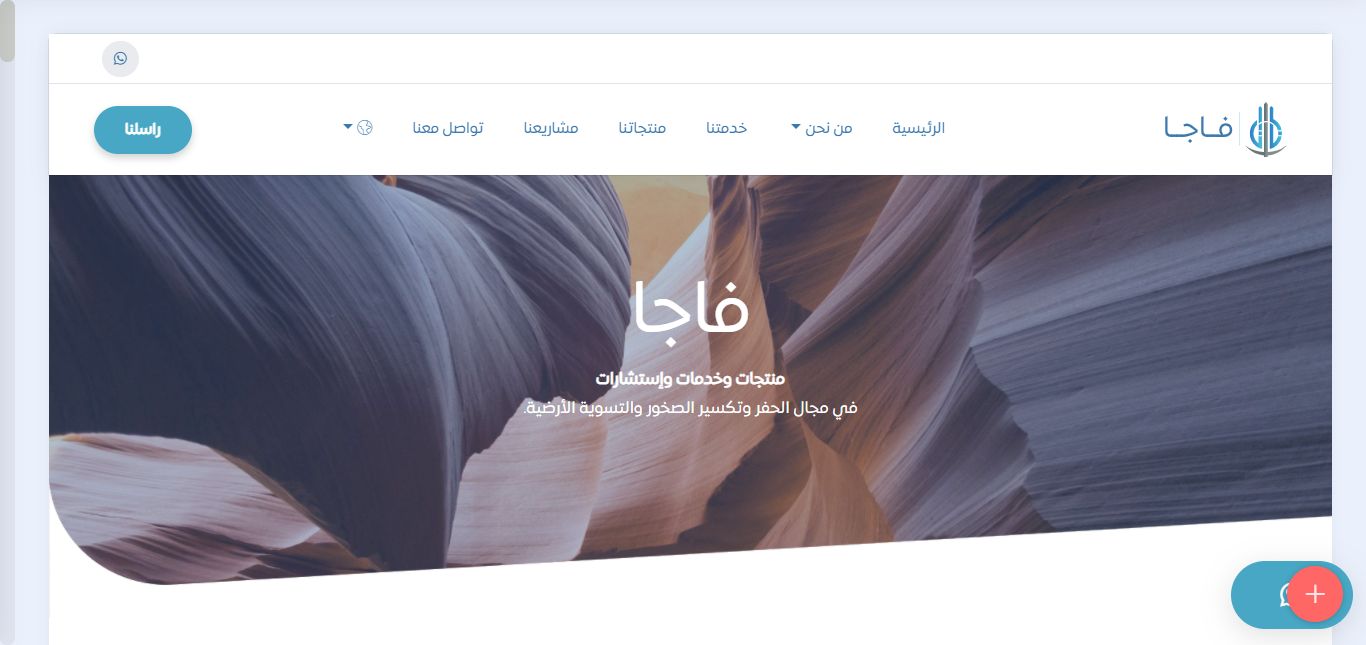 فــاجــا
الرئيسية
من نحن
خدمتنا
منتجاتنا
مشاريعنا
تواصل معنا
راسلنا
فاجا
منتجات وخدمات وإستشارات
في مجال الحفر وتكسير الصخور والتسوية الأرضية.